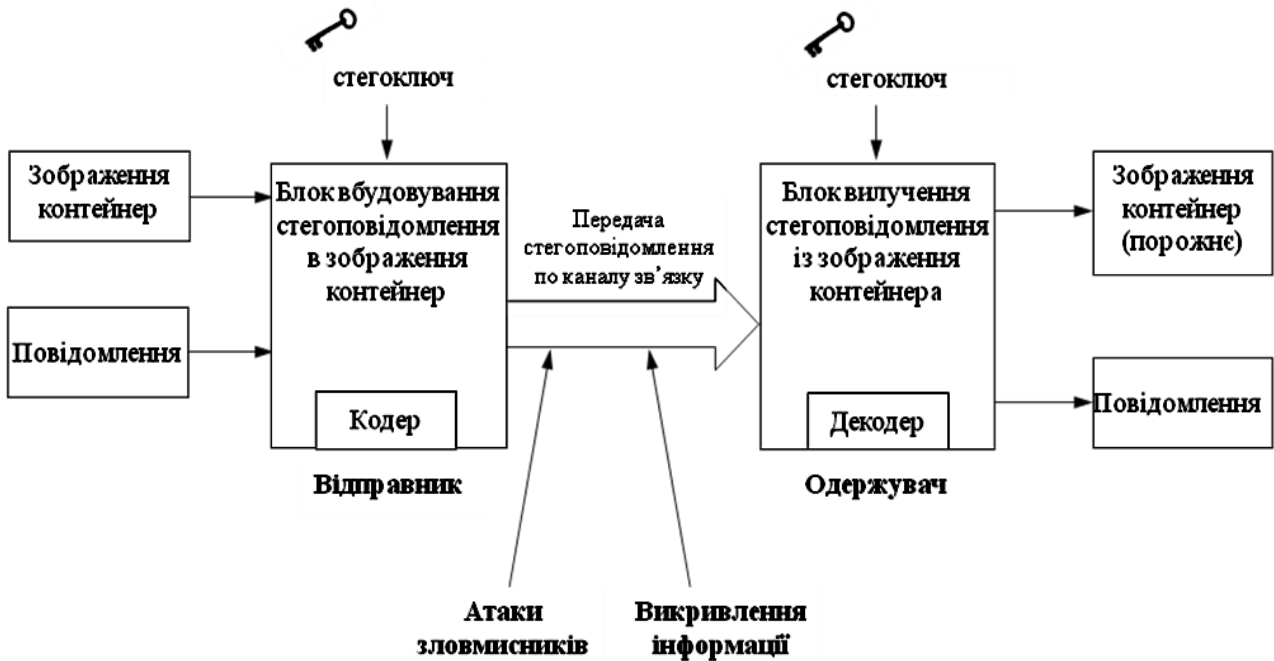 стегоключ
стегоключ
Зображення
контейнер
Повідомлення
Блок вбудовування
стегоповідомлення
в зображення
контейнер
Кодер
Відправник
Передача
стегоповідомлення
по каналу зв’язку
Атаки
зловмисників
Викривлення
інформації
Блок вилучення
стегоповідомлення
із зображення
контейнера
Декодер
Одержувач
Зображення
контейнер
(порожнє)
Повідомлення